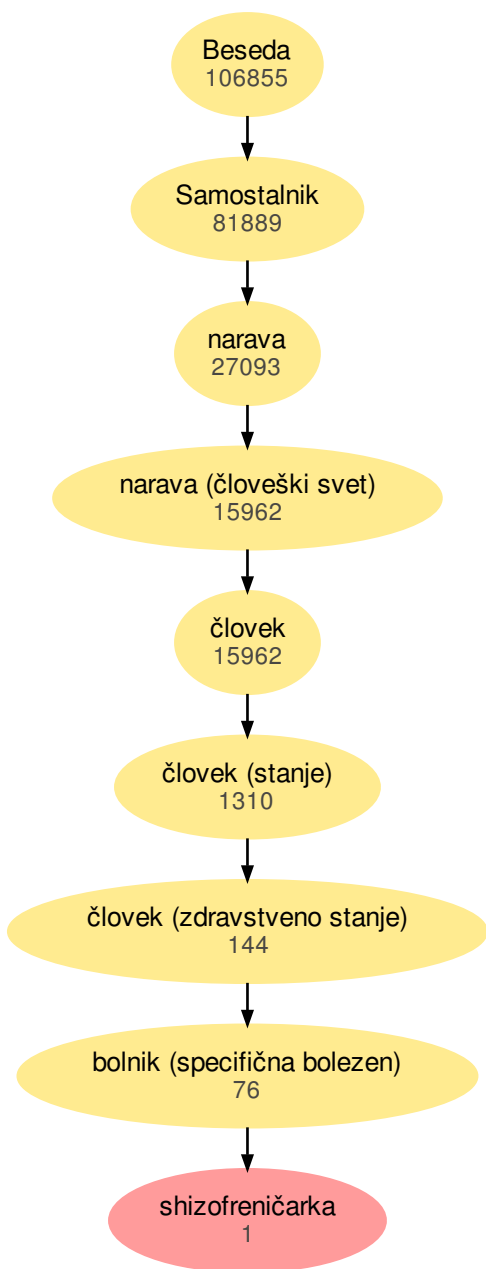 Beseda
106855
Samostalnik
81889
narava
27093
narava (človeški svet)
15962
človek
15962
človek (stanje)
1310
človek (zdravstveno stanje)
144
bolnik (specifična bolezen)
76
shizofreničarka
1